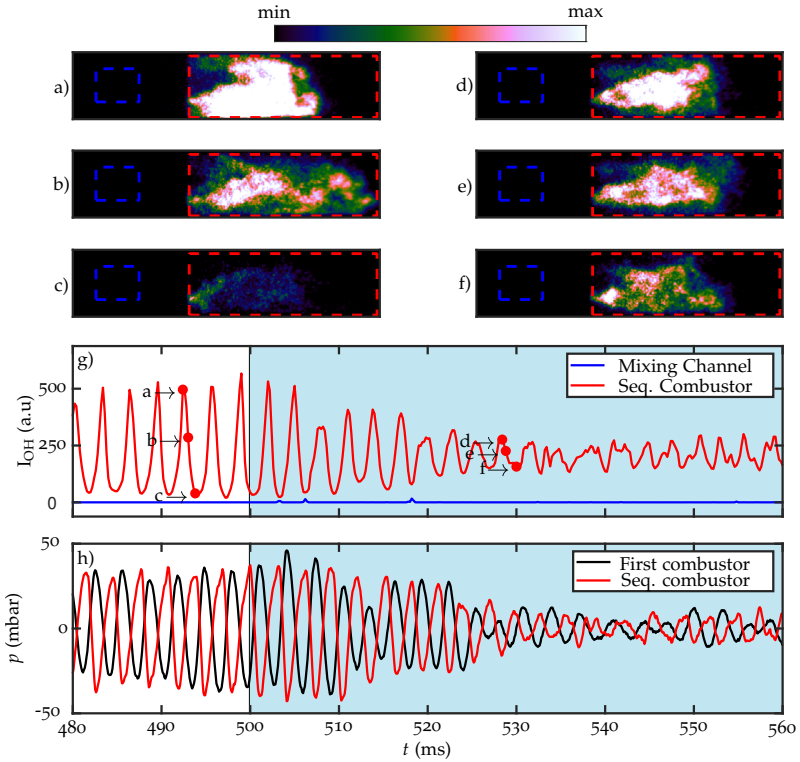 min max
a)
d)
b)
e)
c)
f)
g)
Mixing Channel
Seq. Combustor
500
250
0
I_OH (a.u)
a
b
c
d
e
f
h)
First combustor
Seq. combustor
50
0
-50
p (mbar)
480 490 500 510 520 530 540 550 560
t (ms)